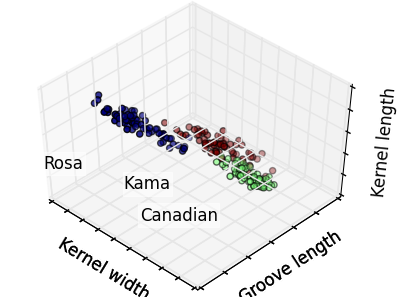 Rosa
Kama
Canadian
Kernel width
Groove length
Kernel length